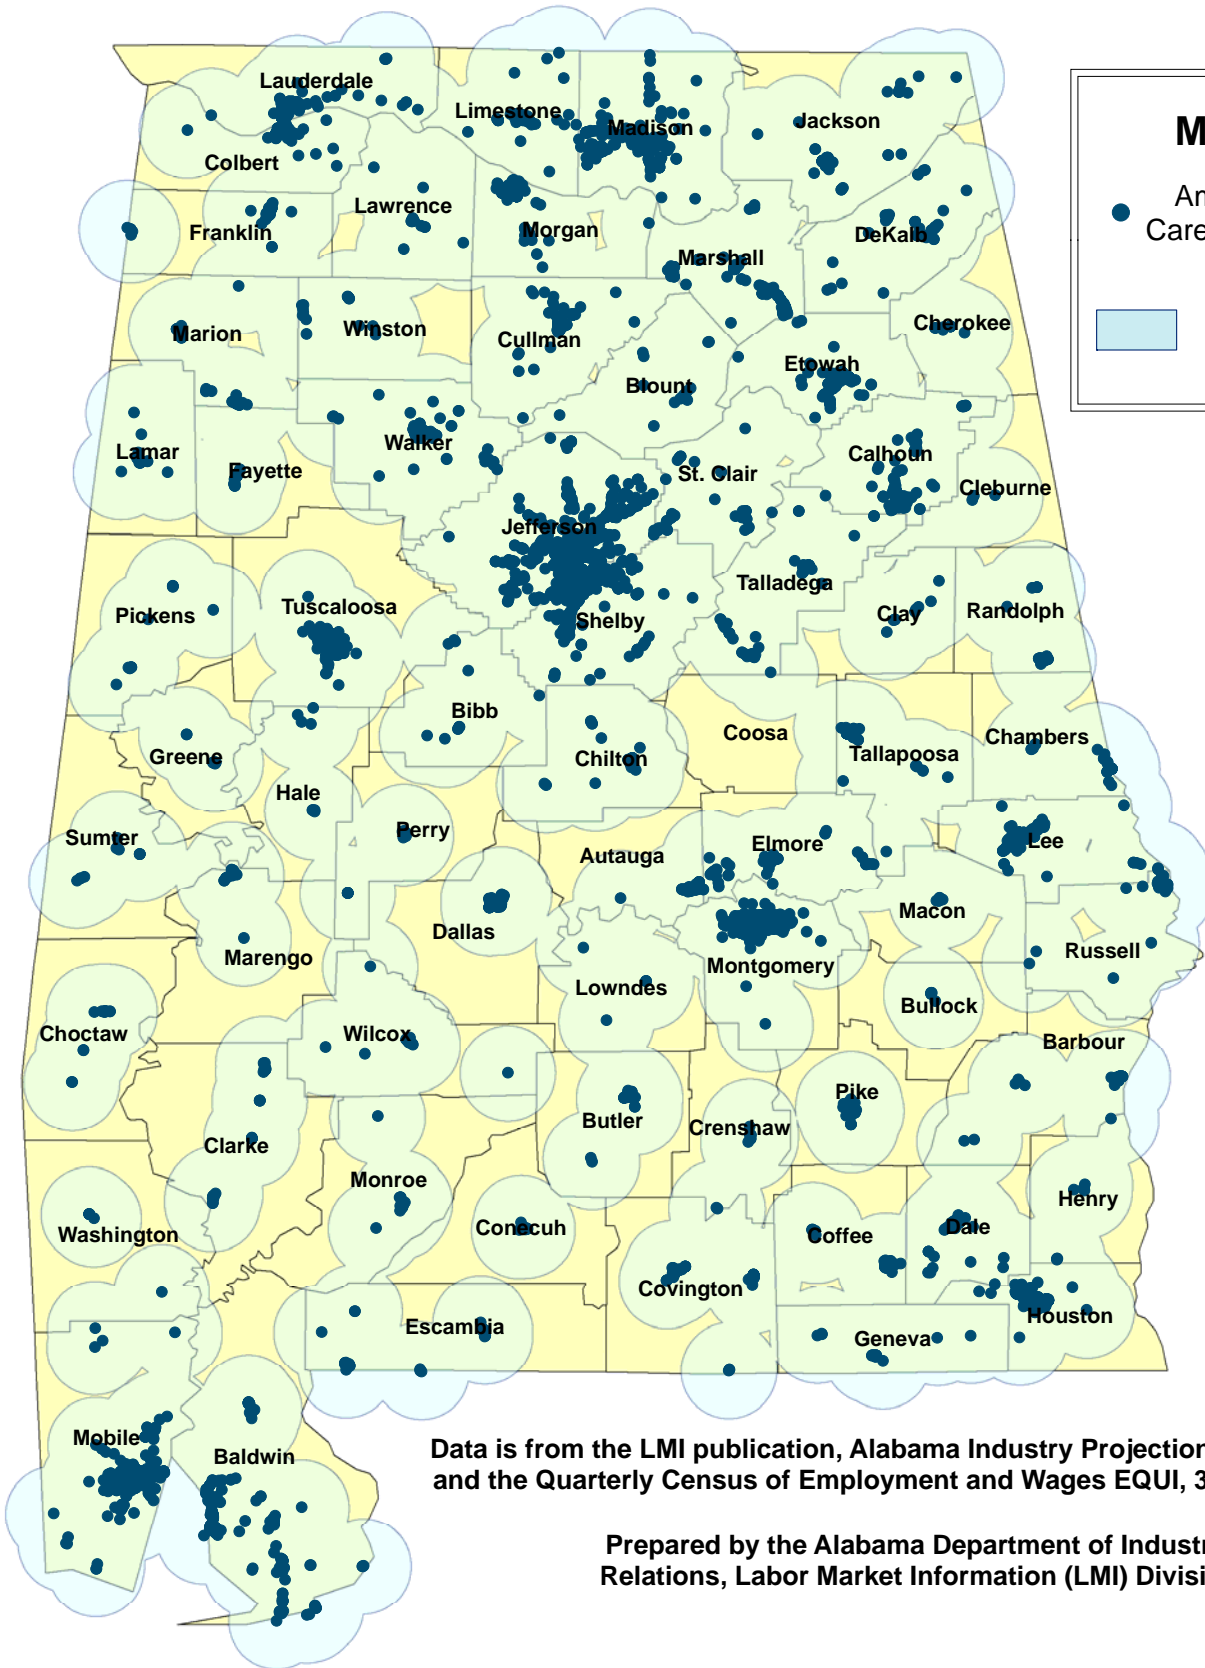 M
An
Care
Lauderdale
Limestone
Madison
Jackson
Colbert
Lawrence
Franklin
Morgan
DeKalb
Marshall
Marion
Winston
Cullman
Cherokee
Etowah
Blount
Lamar
Walker
Fayette
St. Clair
Calhoun
Cleburne
Jefferson
Talladega
Pickens
Tuscaloosa
Shelby
Clay
Randolph
Bibb
Coosa
Chambers
Greene
Chilton
Tallapoosa
Hale
Sumter
Perry
Autauga
Elmore
Lee
Macon
Dallas
Marengo
Montgomery
Russell
Lowndes
Bullock
Choctaw
Wilcox
Barbour
Pike
Butler
Crenshaw
Clarke
Monroe
Henry
Washington
Conecuh
Coffee
Dale
Covington
Escambia
Houston
Geneva
Mobile
Baldwin
Data is from the LMI publication, Alabama Industry Projection
and the Quarterly Census of Employment and Wages EQUI, 3
Prepared by the Alabama Department of Industr
Relations, Labor Market Information (LMI) Divisi